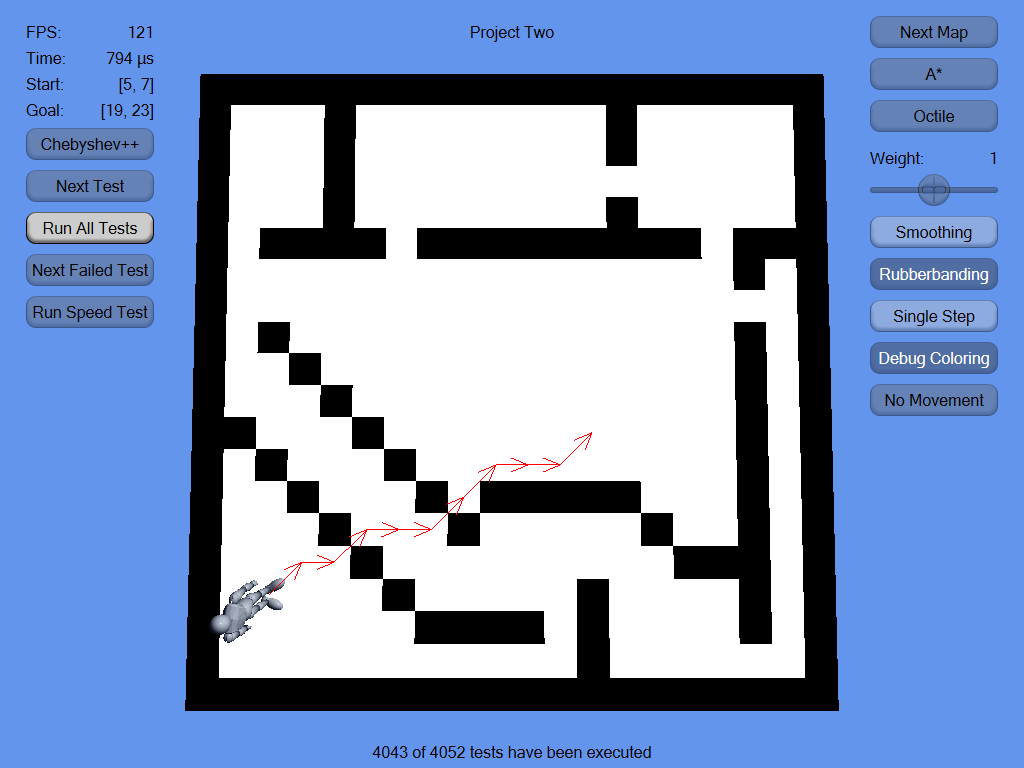 FPS: 121
Time: 794 µs
Start: [5, 7]
Goal: [19, 23]
Chebyshev++
Next Test
Run All Tests
Next Failed Test
Run Speed Test
Project Two
Next Map
A*
Octile
Weight: 1
Smoothing
Rubberbanding
Single Step
Debug Coloring
No Movement
4043 of 4052 tests have been executed